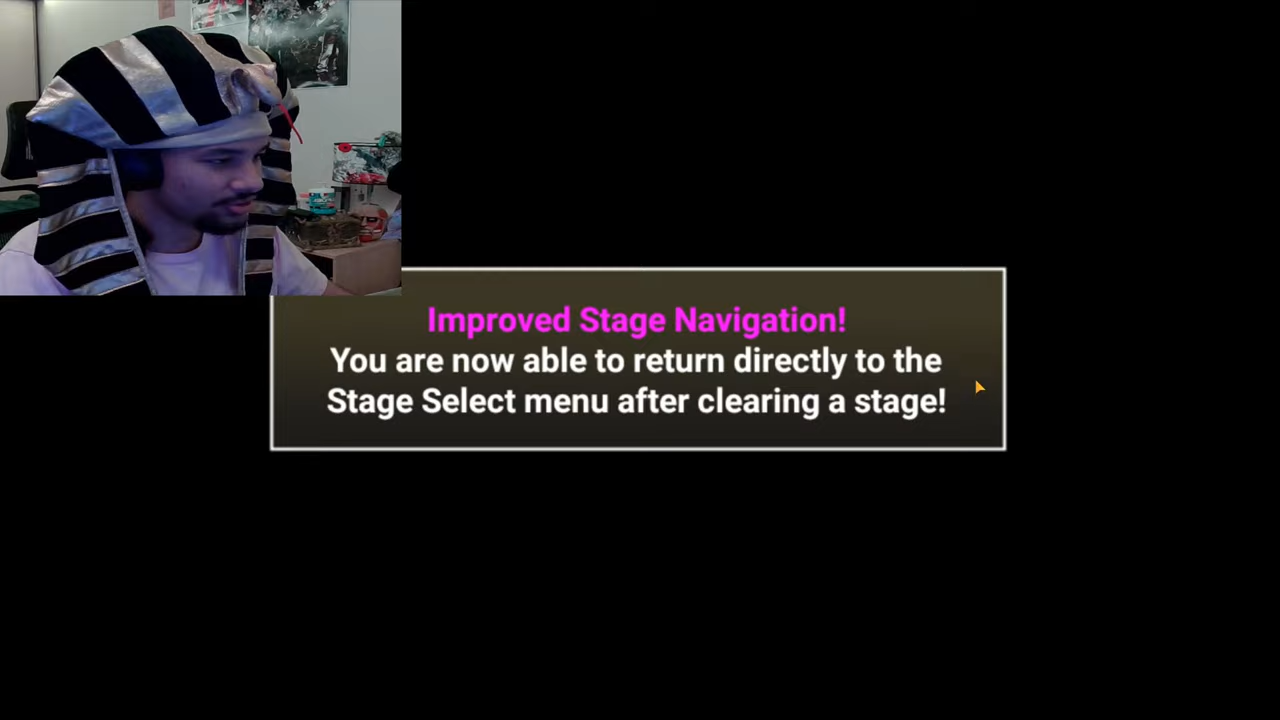 Improved Stage Navigation!
You are now able to return directly to the
Stage Select menu after clearing a stage!